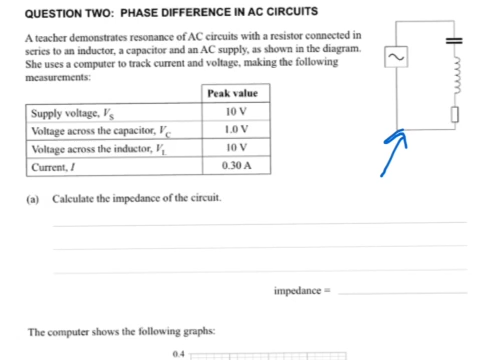 QUESTION TWO: PHASE DIFFERENCE IN AC CIRCUITS
A teacher demonstrates resonance of AC circuits with a resistor connected in
series to an inductor, a capacitor and an AC supply, as shown in the diagram.
She uses a computer to track current and voltage, making the following
measurements:
Peak value
Supply voltage, Vs 10 V
Voltage across the capacitor, VC 1.0 V
Voltage across the inductor, VL 10 V
Current, I 0.30 A
(a) Calculate the impedance of the circuit.
impedance =
The computer shows the following graphs:
0.4